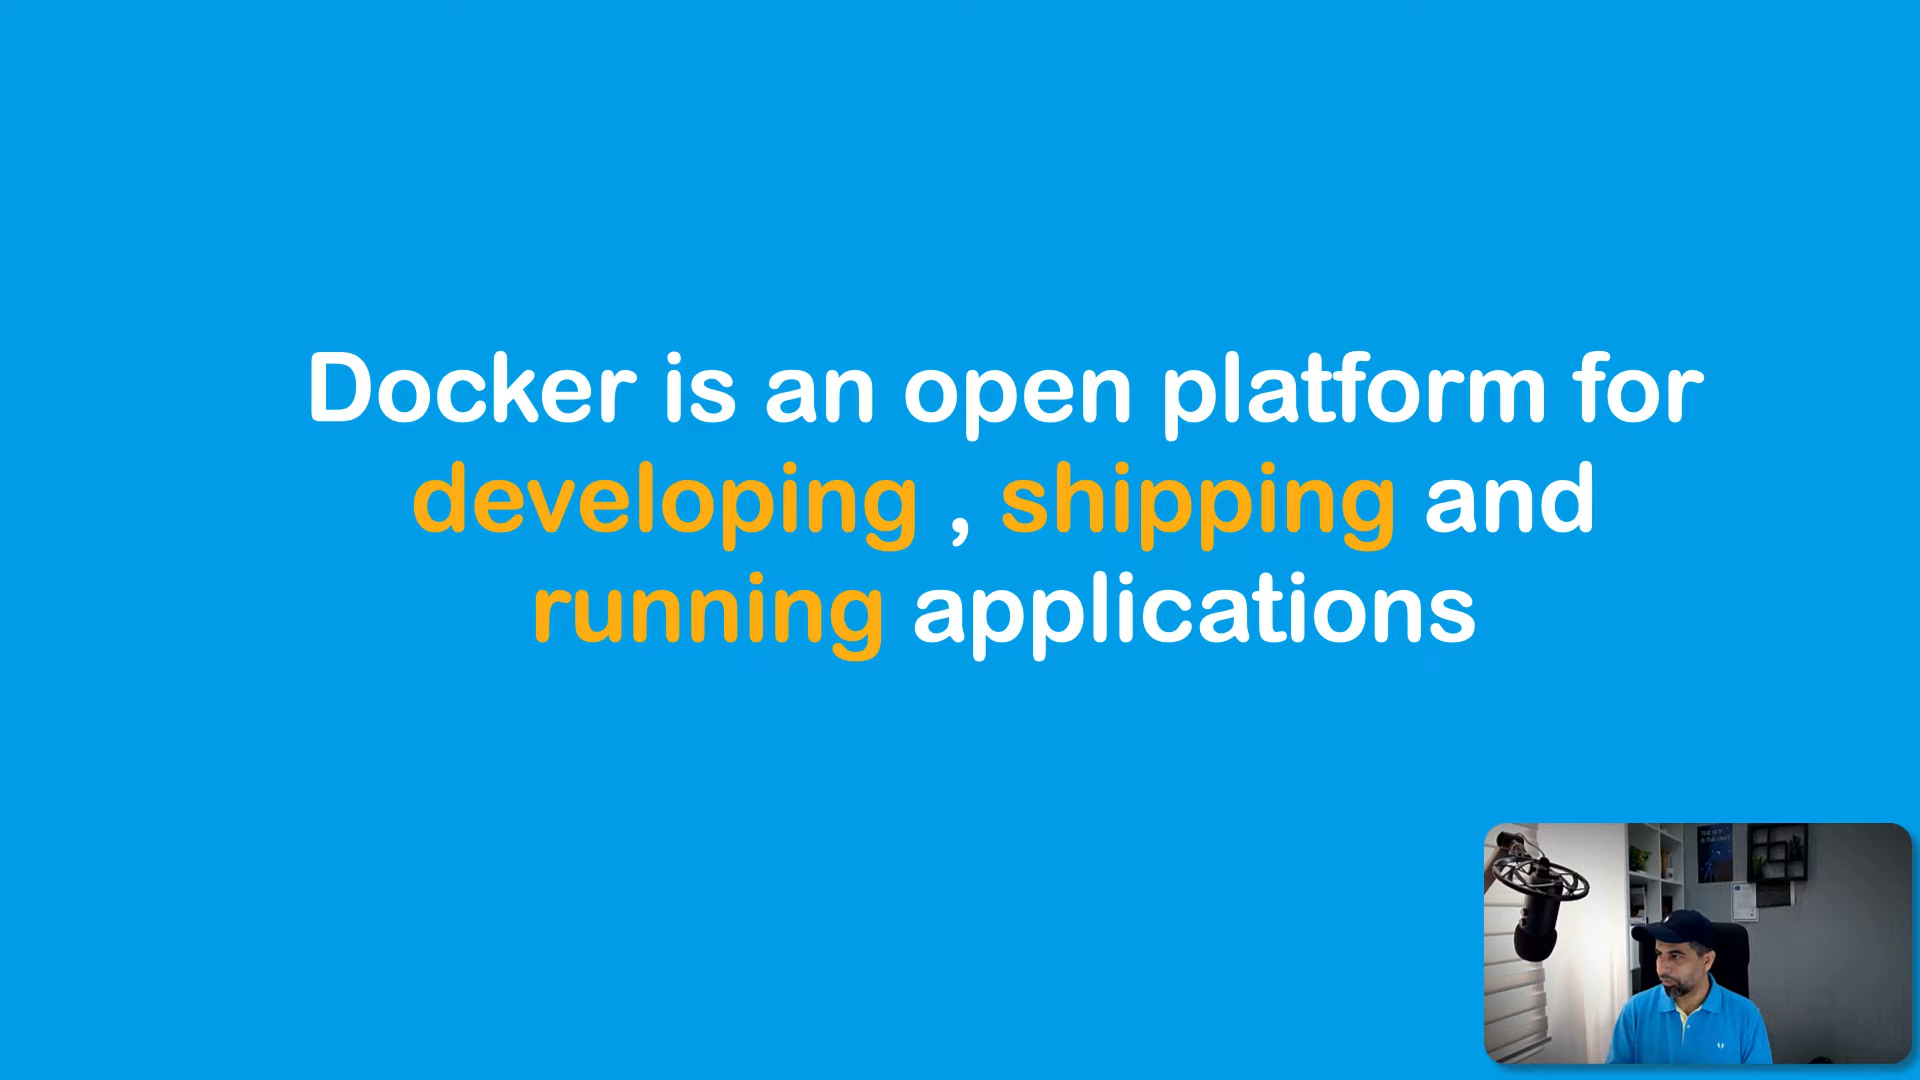 Docker is an open platform for
developing , shipping and
running applications